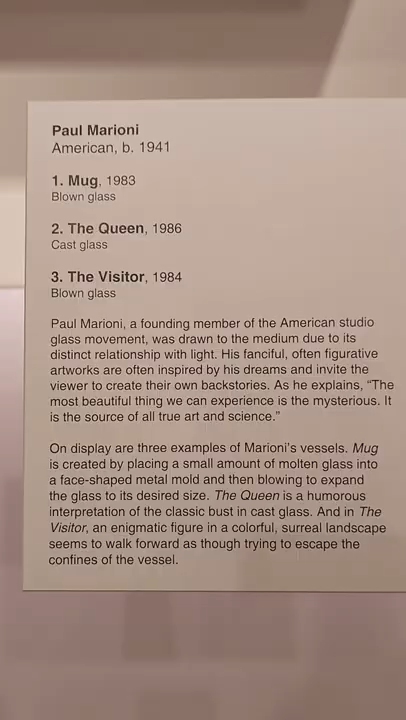 Paul Marioni
American, b. 1941
1. Mug, 1983
Blown glass
2. The Queen, 1986
Cast glass
3. The Visitor, 1984
Blown glass
Paul Marioni, a founding member of the American studio
glass movement, was drawn to the medium due to its
distinct relationship with light. His fanciful, often figurative
artworks are often inspired by his dreams and invite the
viewer to create their own backstories. As he explains, “The
most beautiful thing we can experience is the mysterious. It
is the source of all true art and science.”
On display are three examples of Marioni’s vessels. Mug
is created by placing a small amount of molten glass into
a face-shaped metal mold and then blowing to expand
the glass to its desired size. The Queen is a humorous
interpretation of the classic bust in cast glass. And in The
Visitor, an enigmatic figure in a colorful, surreal landscape
seems to walk forward as though trying to escape the
confines of the vessel.